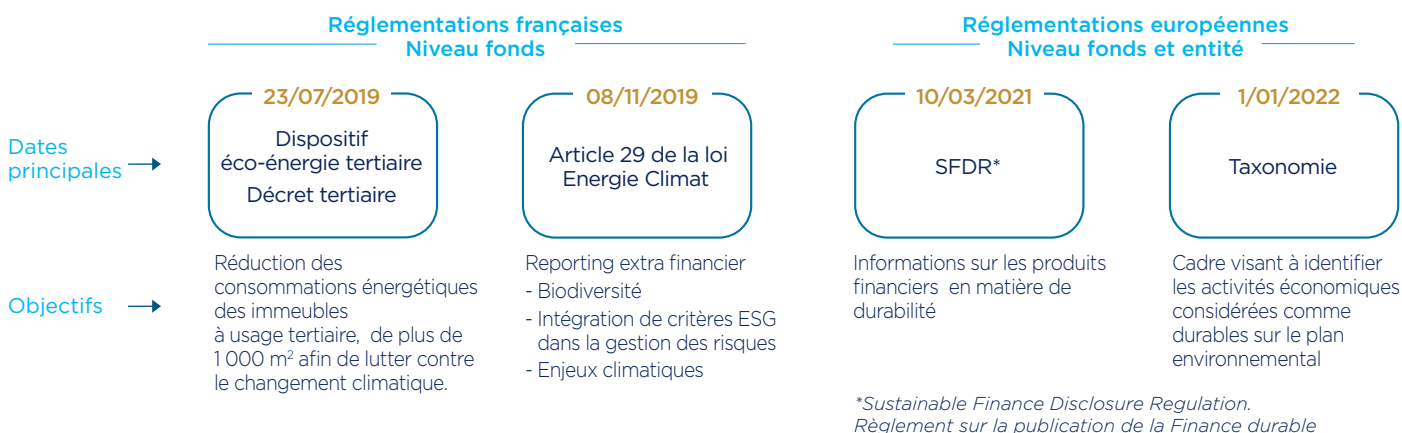 Réglementations françaises
Niveau fonds
Réglementations européennes
Niveau fonds et entité
Dates
principales
23/07/2019
Dispositif
éco-énergie tertiaire
Décret tertiaire
08/11/2019
Article 29 de la loi
Energie Climat
10/03/2021
SFDR*
1/01/2022
Taxonomie
Objectifs
Réduction des
consommations énergétiques
des immeubles
à usage tertiaire, de plus de
1 000 m² afin de lutter contre
le changement climatique.
Reporting extra financier
- Biodiversité
- Intégration de critères ESG
dans la gestion des risques
- Enjeux climatiques
Informations sur les produits
financiers en matière de
durabilité
Cadre visant à identifier
les activités économiques
considérées comme
durables sur le plan
environnemental
*Sustainable Finance Disclosure Regulation.
Règlement sur la publication de la Finance durable